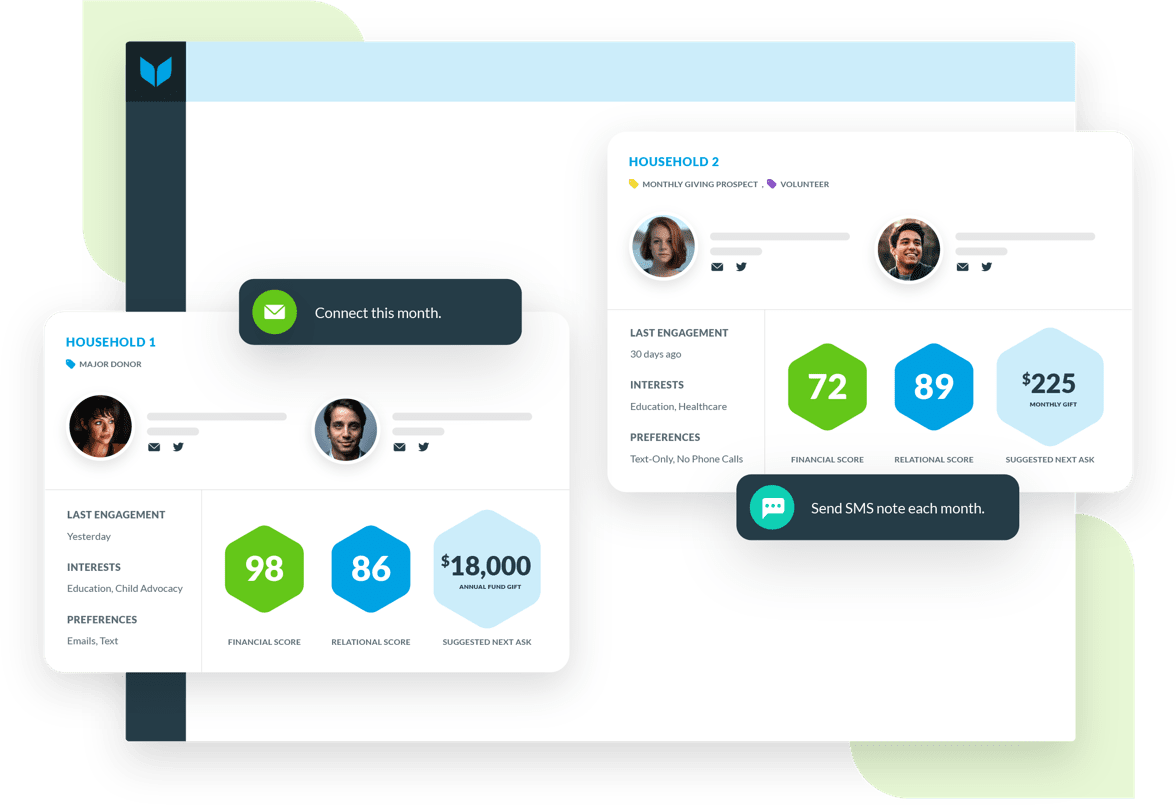 HOUSEHOLD 2
MONTHLY GIVING PROSPECT , VOLUNTEER
LAST ENGAGEMENT
30 days ago
INTERESTS
Education, Healthcare
PREFERENCES
Text-Only, No Phone Calls
72
FINANCIAL SCORE
89
RELATIONAL SCORE
$225
MONTHLY GIFT
SUGGESTED NEXT ASK
Send SMS note each month.
Connect this month.
HOUSEHOLD 1
MAJOR DONOR
LAST ENGAGEMENT
Yesterday
INTERESTS
Education, Child Advocacy
PREFERENCES
Emails, Text
98
FINANCIAL SCORE
86
RELATIONAL SCORE
$18,000
ANNUAL FUND GIFT
SUGGESTED NEXT ASK